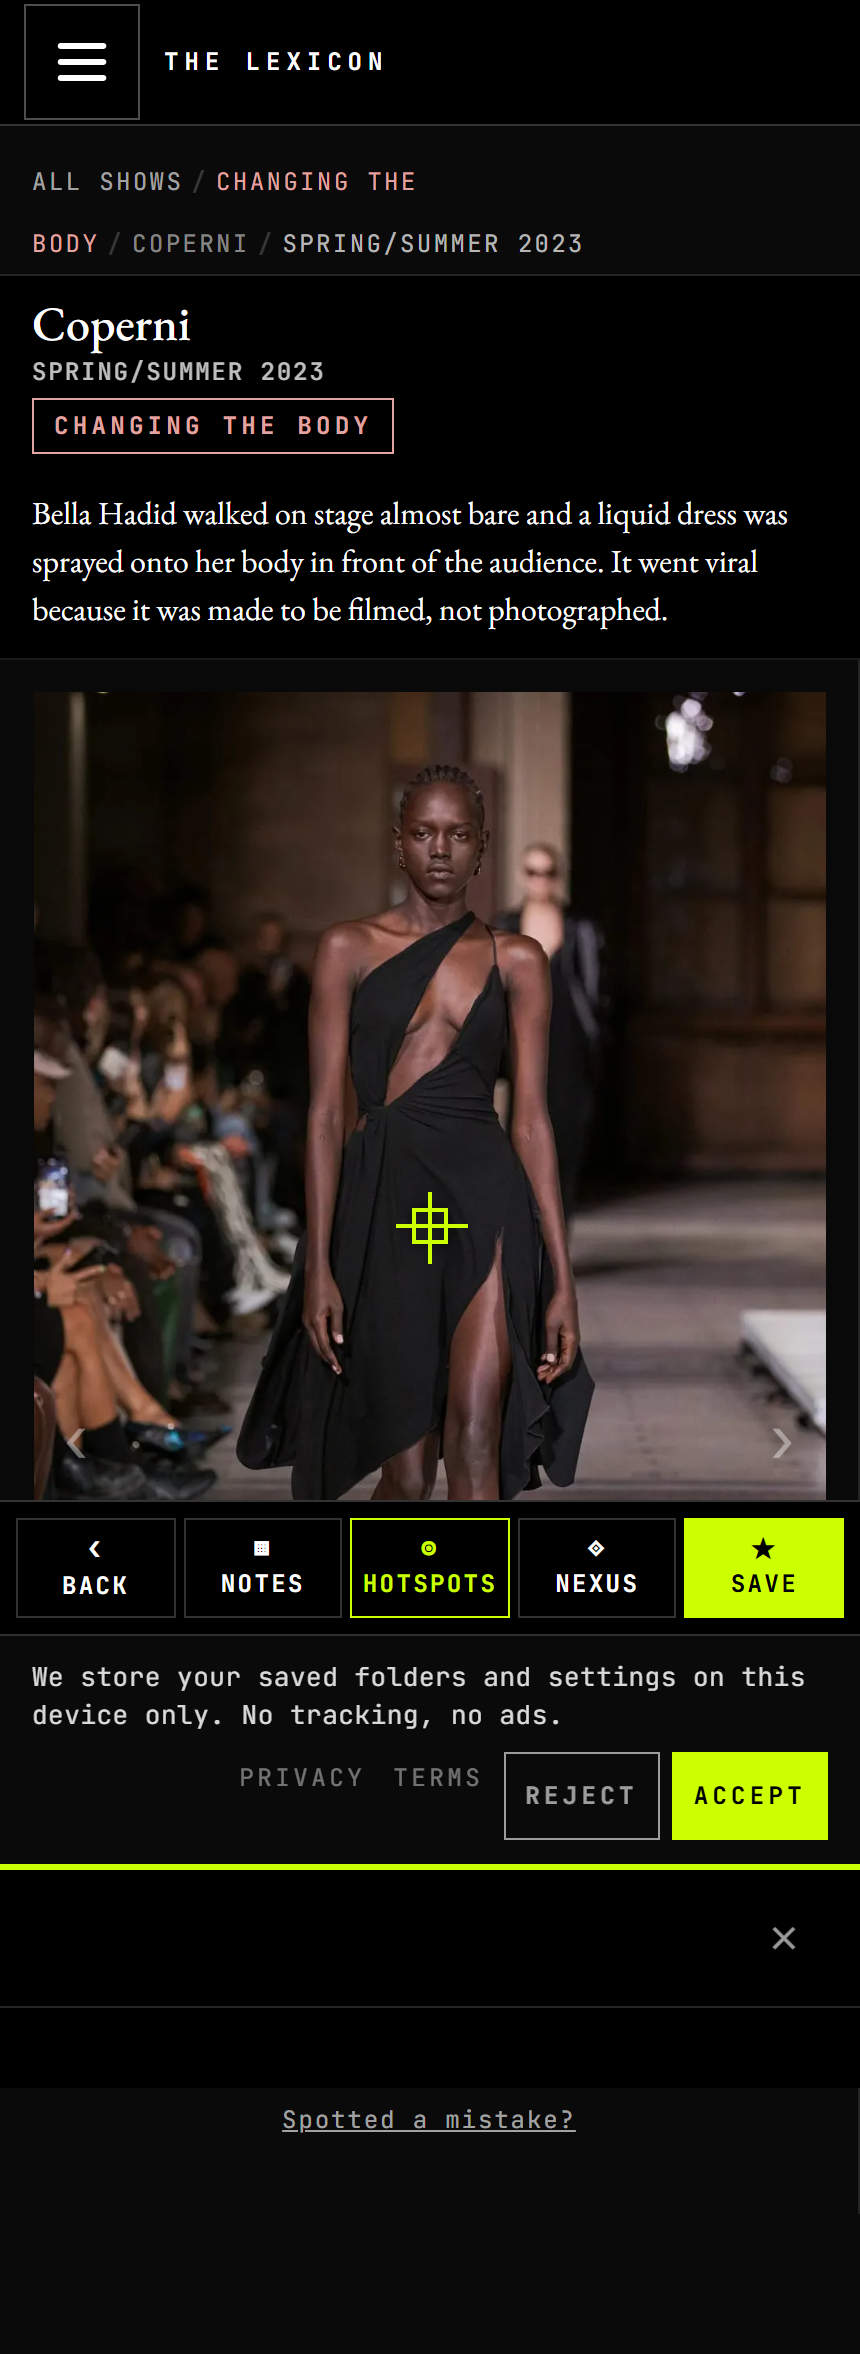 THE LEXICON
ALL SHOWS / CHANGING THE
BODY / COPERNI / SPRING/SUMMER 2023
Coperni
SPRING/SUMMER 2023
CHANGING THE BODY
Bella Hadid walked on stage almost bare and a liquid dress was
sprayed onto her body in front of the audience. It went viral
because it was made to be filmed, not photographed.
BACK
NOTES
HOTSPOTS
NEXUS
SAVE
We store your saved folders and settings on this
device only. No tracking, no ads.
PRIVACY TERMS REJECT ACCEPT
Spotted a mistake?